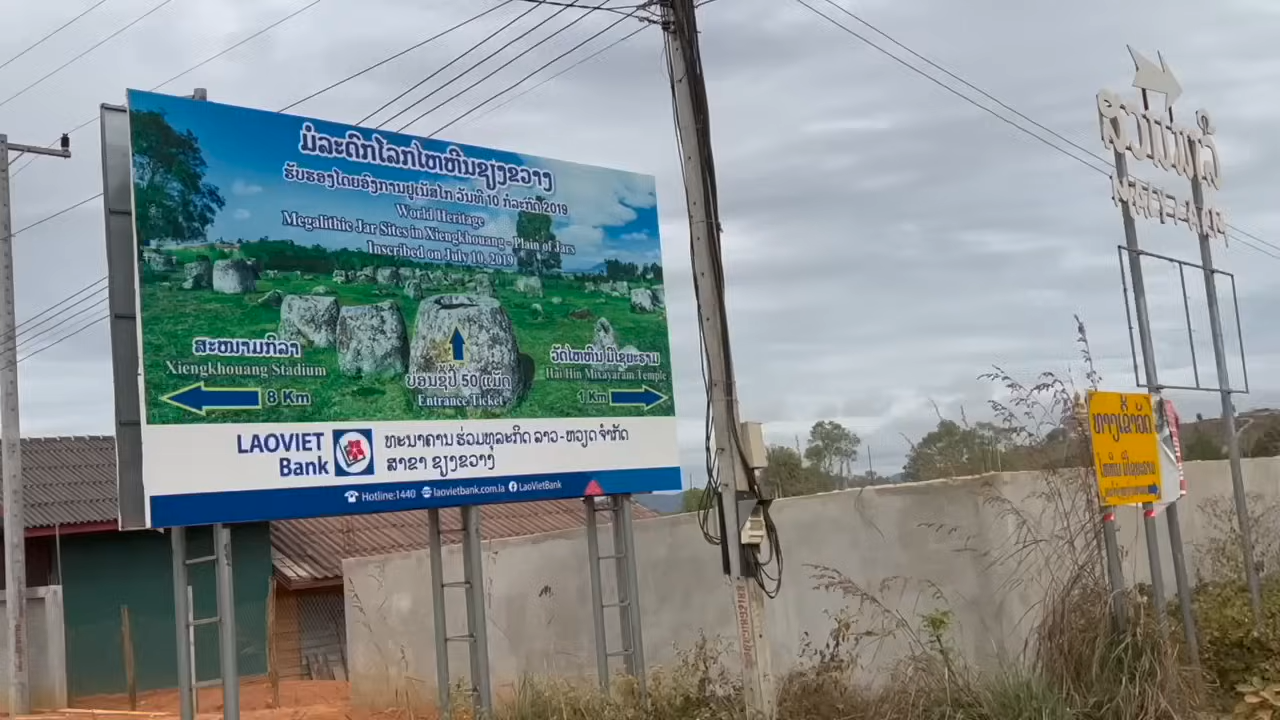 ມໍລະດົກໂລກໄຫຫີນຊຽງຂວາງ
ຮັບຮອງໂດຍອົງການຢູເນັສໂກ ວັນທີ 10 ກໍລະກົດ 2019
World Heritage
Megalithic Jar Sites in Xiengkhouang - Plain of Jars
Inscribed on July 10, 2019
ສະໜາມກິລາ
Xiengkhouang Stadium
8 Km
ບ່ອນຊື້ປີ້ 50 ແມັດ
Entrance Ticket
ວັດໄຫຫີນ ມິໄຊຍະຣາມ
Hai Hin Mixayaram Temple
1 Km
LAOVIET
Bank
ທະນາຄານ ຮ່ວມທຸລະກິດ ລາວ - ຫວຽດ ຈໍາກັດ
ສາຂາ ຊຽງຂວາງ
Hotline:1440 laovietbank.com.la LaoVietBank
ທາງເຂົ້າວັດ